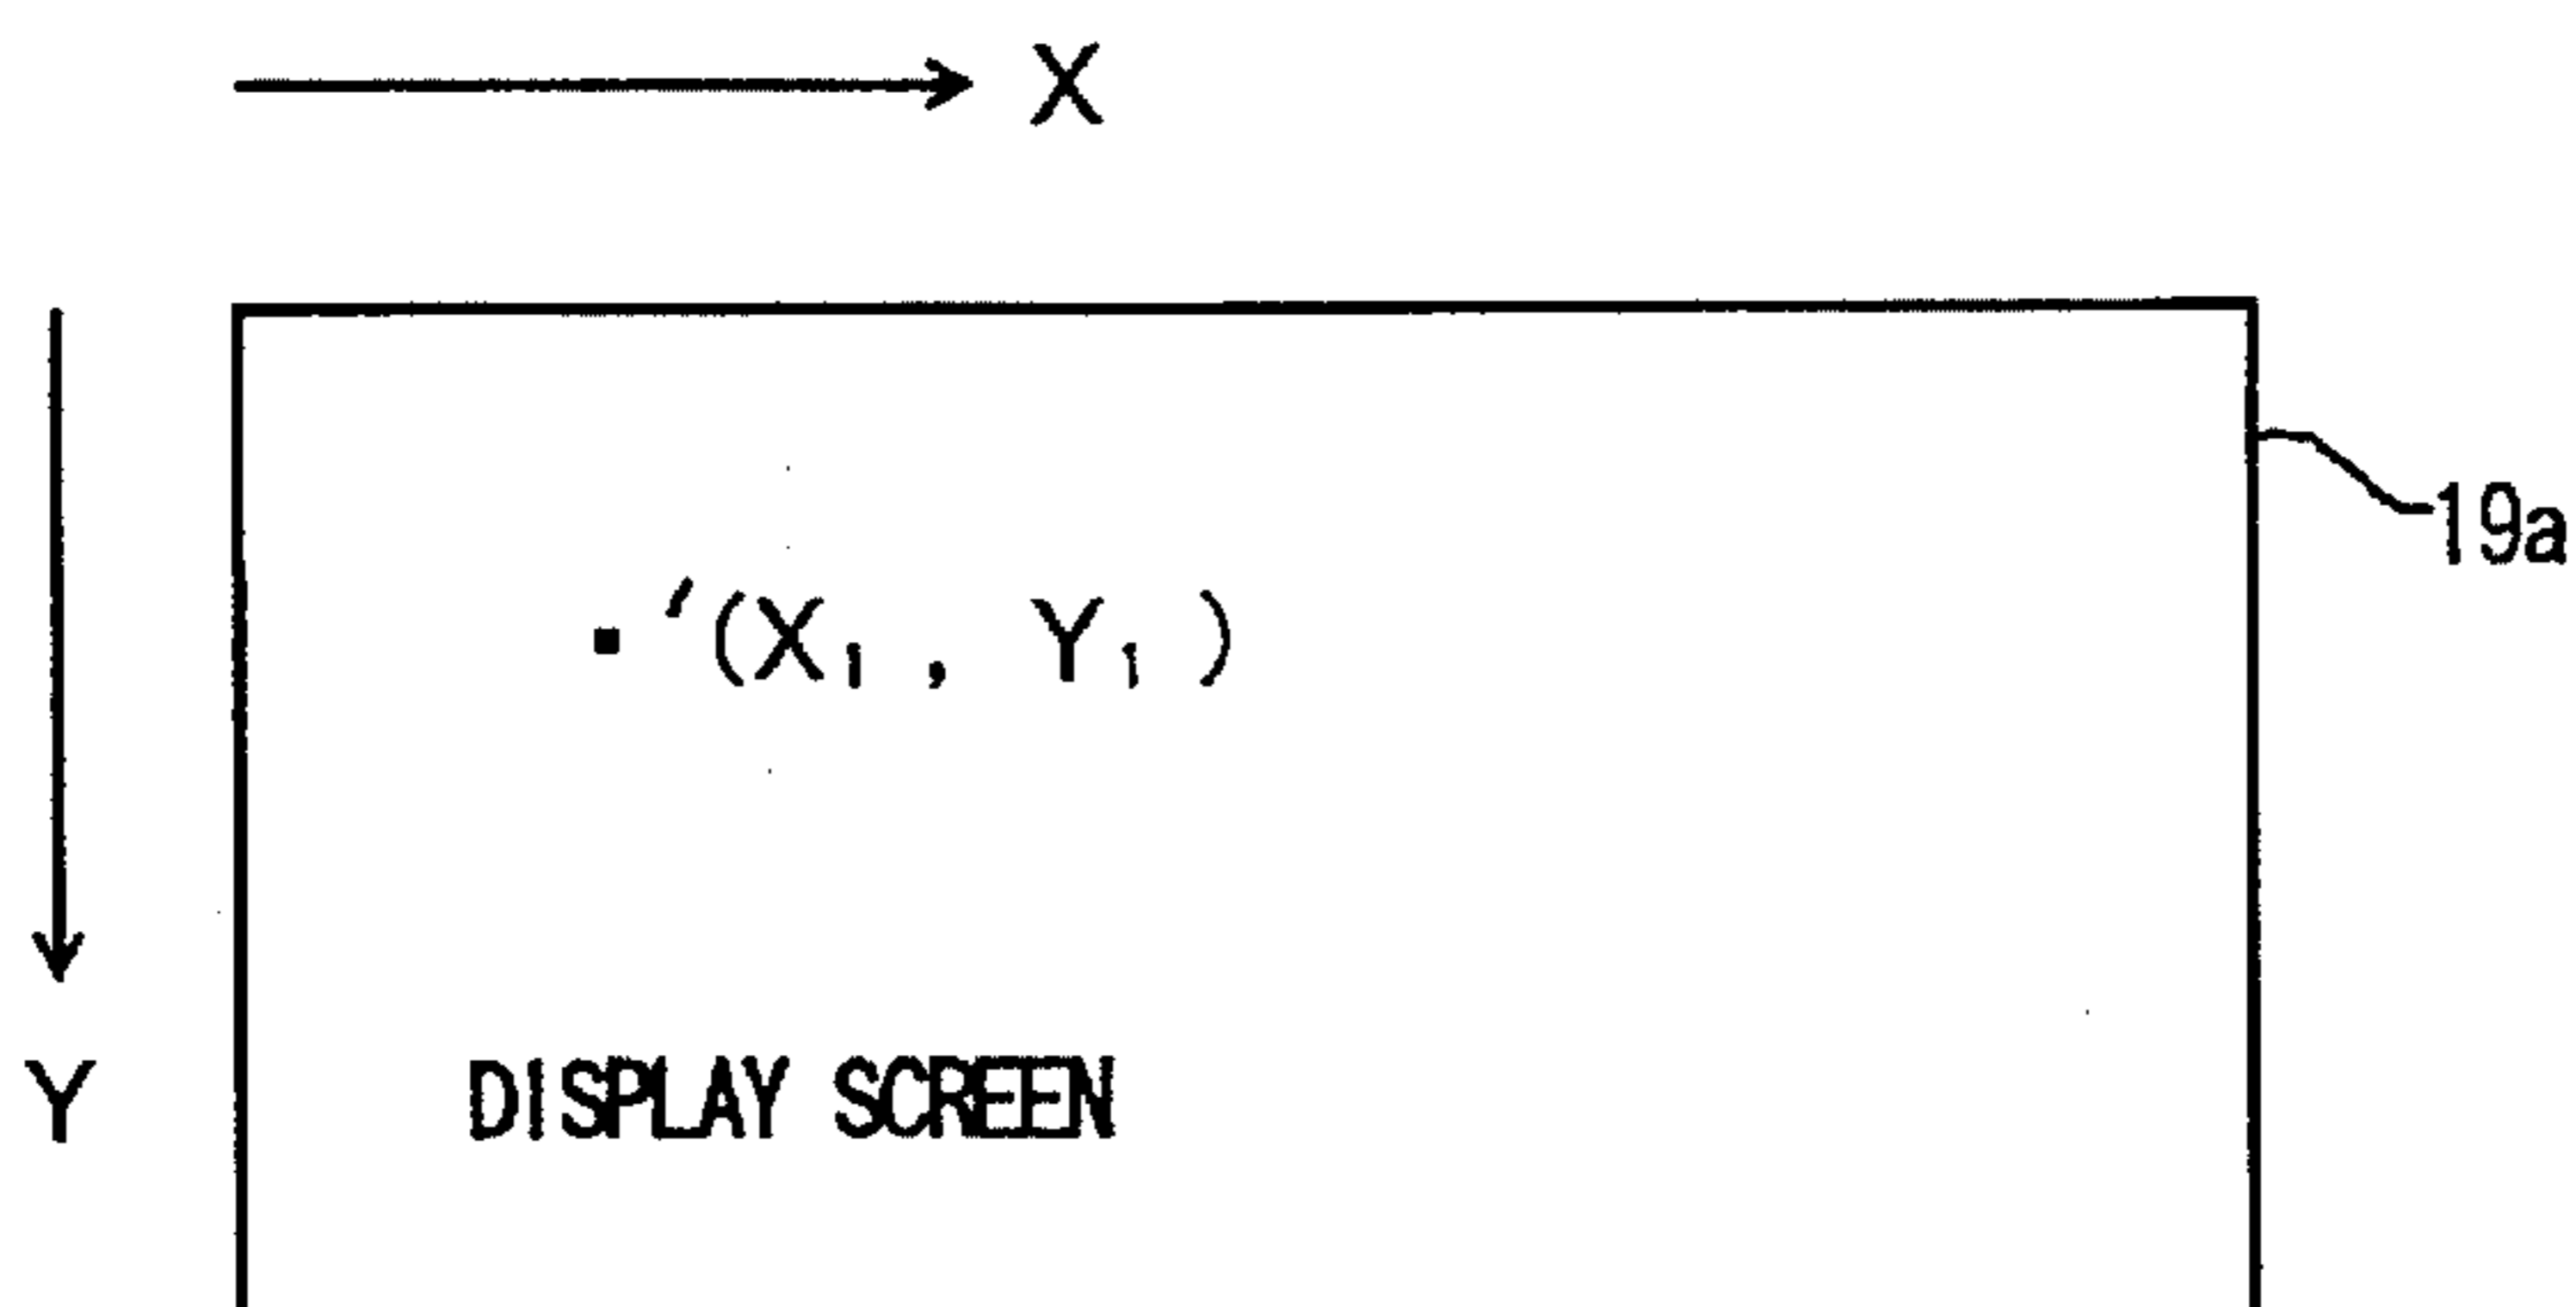 X
19a
′(X₁, Y₁)
Y
DISPLAY SCREEN